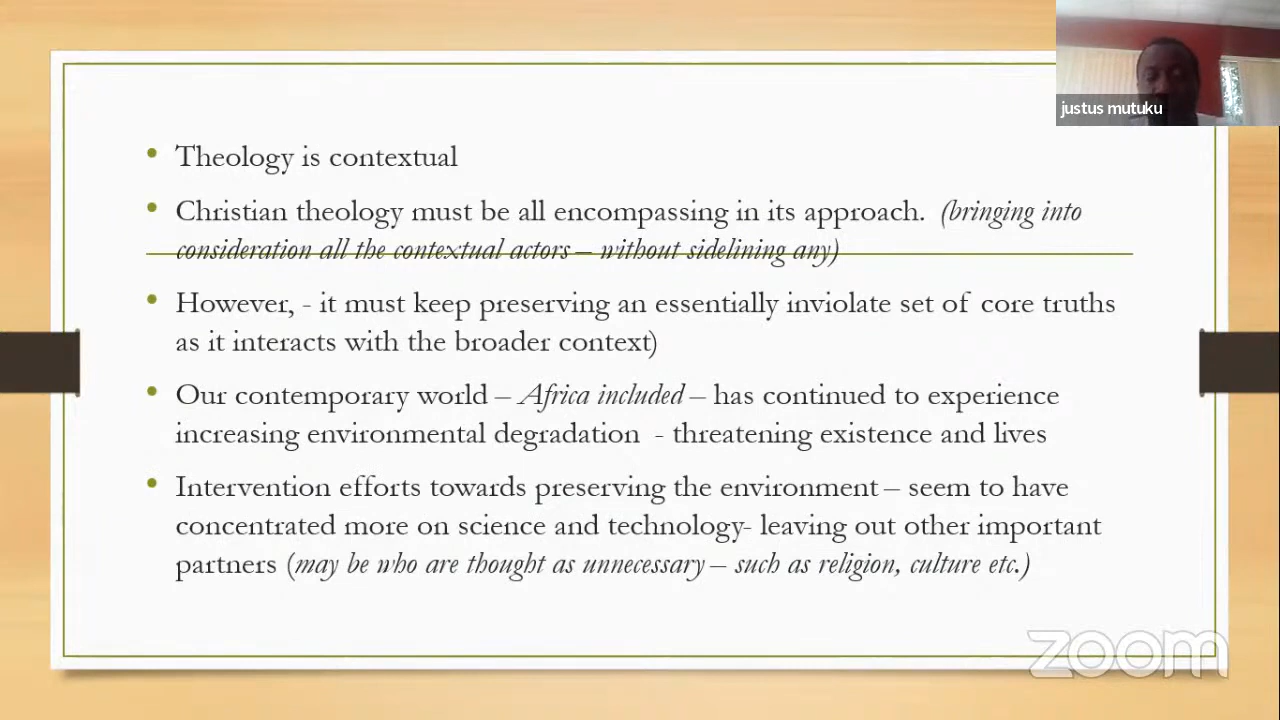 justus mutuku
• Theology is contextual
• Christian theology must be all encompassing in its approach. (bringing into
consideration all the contextual actors – without sidelining any)
• However, - it must keep preserving an essentially inviolate set of core truths
as it interacts with the broader context)
• Our contemporary world – Africa included – has continued to experience
increasing environmental degradation - threatening existence and lives
• Intervention efforts towards preserving the environment – seem to have
concentrated more on science and technology- leaving out other important
partners (may be who are thought as unnecessary – such as religion, culture etc.)
zoom